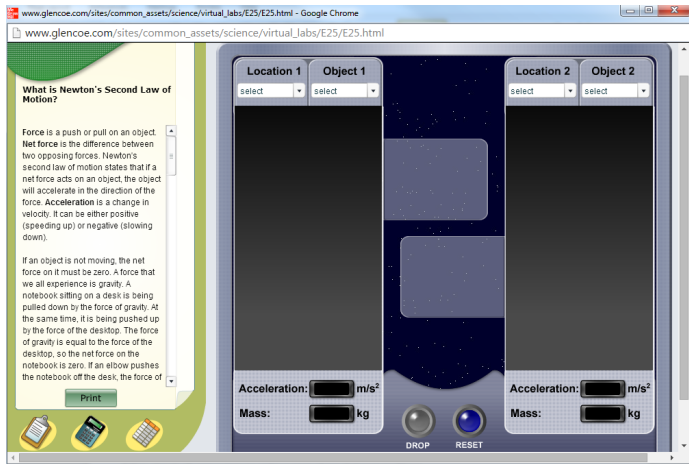 www.glencoe.com/sites/common_assets/science/virtual_labs/E25/E25.html - Google Chrome
www.glencoe.com/sites/common_assets/science/virtual_labs/E25/E25.html
What is Newton's Second Law of
Motion?
Force is a push or pull on an object.
Net force is the difference between
two opposing forces. Newton's
second law of motion states that if a
net force acts on an object, the object
will accelerate in the direction of the
force. Acceleration is a change in
velocity. It can be either positive
(speeding up) or negative (slowing
down).
If an object is not moving, the net
force on it must be zero. A force that
we all experience is gravity. A
notebook sitting on a desk is being
pulled down by the force of gravity. At
the same time, it is being pushed up
by the force of the desktop. The force
of gravity is equal to the force of the
desktop, so the net force on the
notebook is zero. If an elbow pushes
the notebook off the desk, the force of
Print
Location 1 Object 1
select select
Acceleration: m/s²
Mass: kg
DROP RESET
Location 2 Object 2
select select
Acceleration: m/s²
Mass: kg